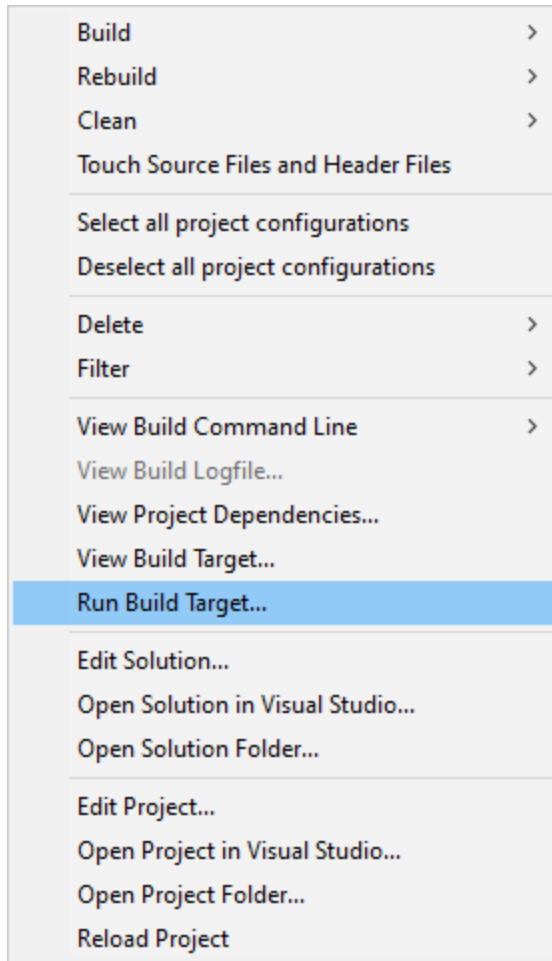 Build
Rebuild
Clean
Touch Source Files and Header Files
Select all project configurations
Deselect all project configurations
Delete
Filter
View Build Command Line
View Build Logfile...
View Project Dependencies...
View Build Target...
Run Build Target...
Edit Solution...
Open Solution in Visual Studio...
Open Solution Folder...
Edit Project...
Open Project in Visual Studio...
Open Project Folder...
Reload Project